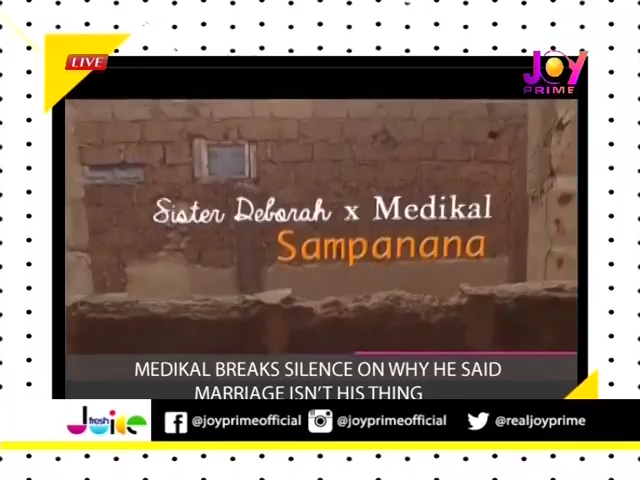 LIVE
JOY
PRIME
Sister Deborah x Medikal
Sampanana
MEDIKAL BREAKS SILENCE ON WHY HE SAID
MARRIAGE ISN'T HIS THING
fresh
Juice
@joyprimeofficial
@joyprimeofficial
@realjoyprime